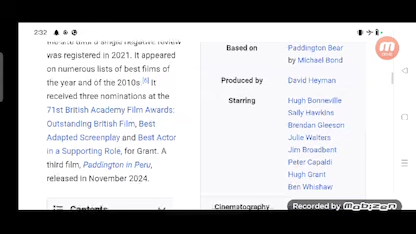 2:32
was registered in 2021. It appeared
on numerous lists of best films of
the year and of the 2010s.[6] It
received three nominations at the
71st British Academy Film Awards:
Outstanding British Film, Best
Adapted Screenplay and Best Actor
in a Supporting Role, for Grant. A
third film, Paddington in Peru,
released in November 2024.
Contents
Based on
Paddington Bear
by Michael Bond
Produced by
David Heyman
Starring
Hugh Bonneville
Sally Hawkins
Brendan Gleeson
Julie Walters
Jim Broadbent
Peter Capaldi
Hugh Grant
Ben Whishaw
Cinematography
Recorded by mobizen